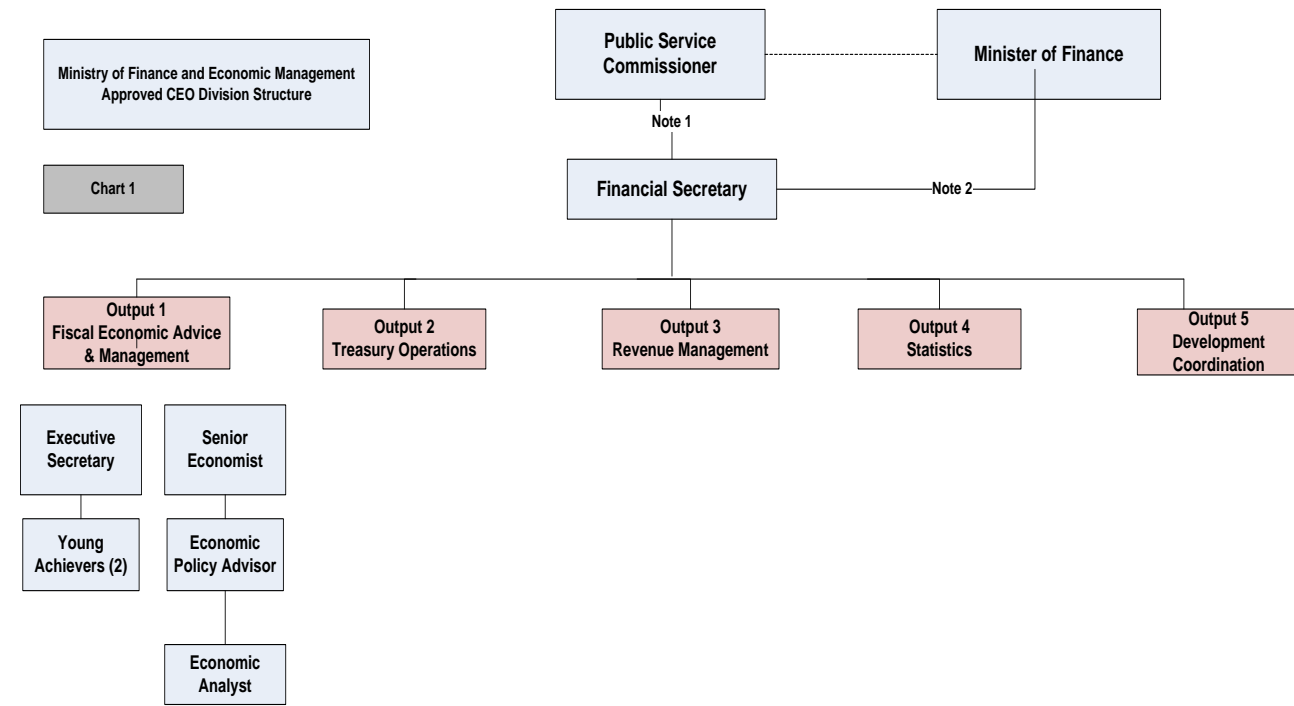 Ministry of Finance and Economic Management
Approved CEO Division Structure
Public Service
Commissioner
Minister of Finance
Note 1
Chart 1
Financial Secretary
Note 2
Output 1
Fiscal Economic Advice
& Management
Output 2
Treasury Operations
Output 3
Revenue Management
Output 4
Statistics
Output 5
Development
Coordination
Executive
Secretary
Senior
Economist
Young
Achievers (2)
Economic
Policy Advisor
Economic
Analyst